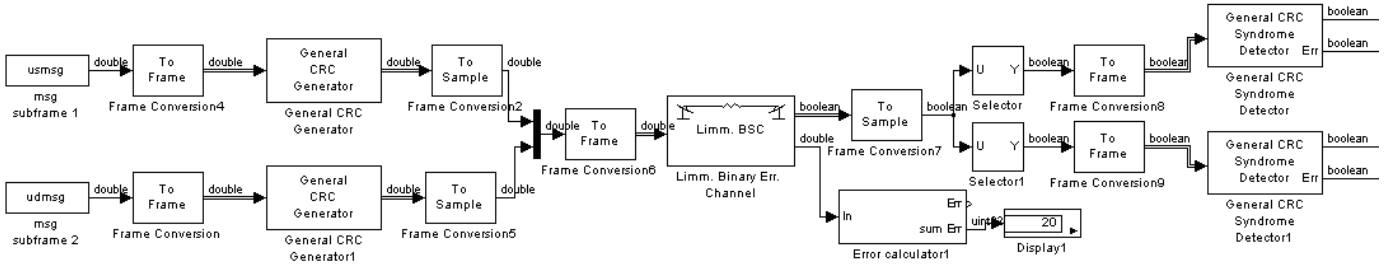 usmsg
msg
subframe 1
double
To
Frame
Frame Conversion4
double
General
CRC
Generator
General CRC
Generator
double
To
Sample
Frame Conversion2
double
udmsg
msg
subframe 2
double
To
Frame
Frame Conversion
double
General
CRC
Generator
General CRC
Generator1
double
To
Sample
Frame Conversion5
double
double
To
Frame
Frame Conversion6
double
Limm. BSC
Limm. Binary Err.
Channel
boolean
double
To
Sample
Frame Conversion7
boolean
In
Err
sum Err
Error calculator1
uint32
20
Display1
U Y
Selector
boolean
To
Frame
Frame Conversion8
boolean
General CRC
Syndrome
Detector
Err
General CRC
Syndrome
Detector
boolean
boolean
U Y
Selector1
boolean
To
Frame
Frame Conversion9
boolean
General CRC
Syndrome
Detector
Err
General CRC
Syndrome
Detector1
boolean
boolean